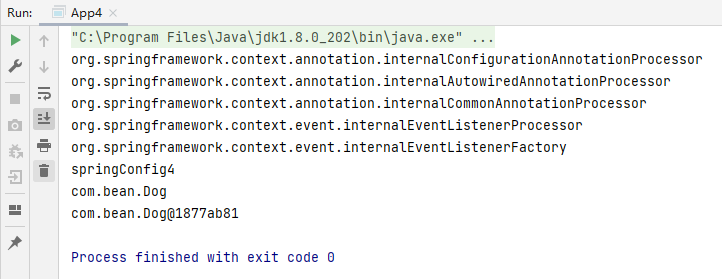 Run: App4
"C:\Program Files\Java\jdk1.8.0_202\bin\java.exe" ...
org.springframework.context.annotation.internalConfigurationAnnotationProcessor
org.springframework.context.annotation.internalAutowiredAnnotationProcessor
org.springframework.context.annotation.internalCommonAnnotationProcessor
org.springframework.context.event.internalEventListenerProcessor
org.springframework.context.event.internalEventListenerFactory
springConfig4
com.bean.Dog
com.bean.Dog@1877ab81
Process finished with exit code 0